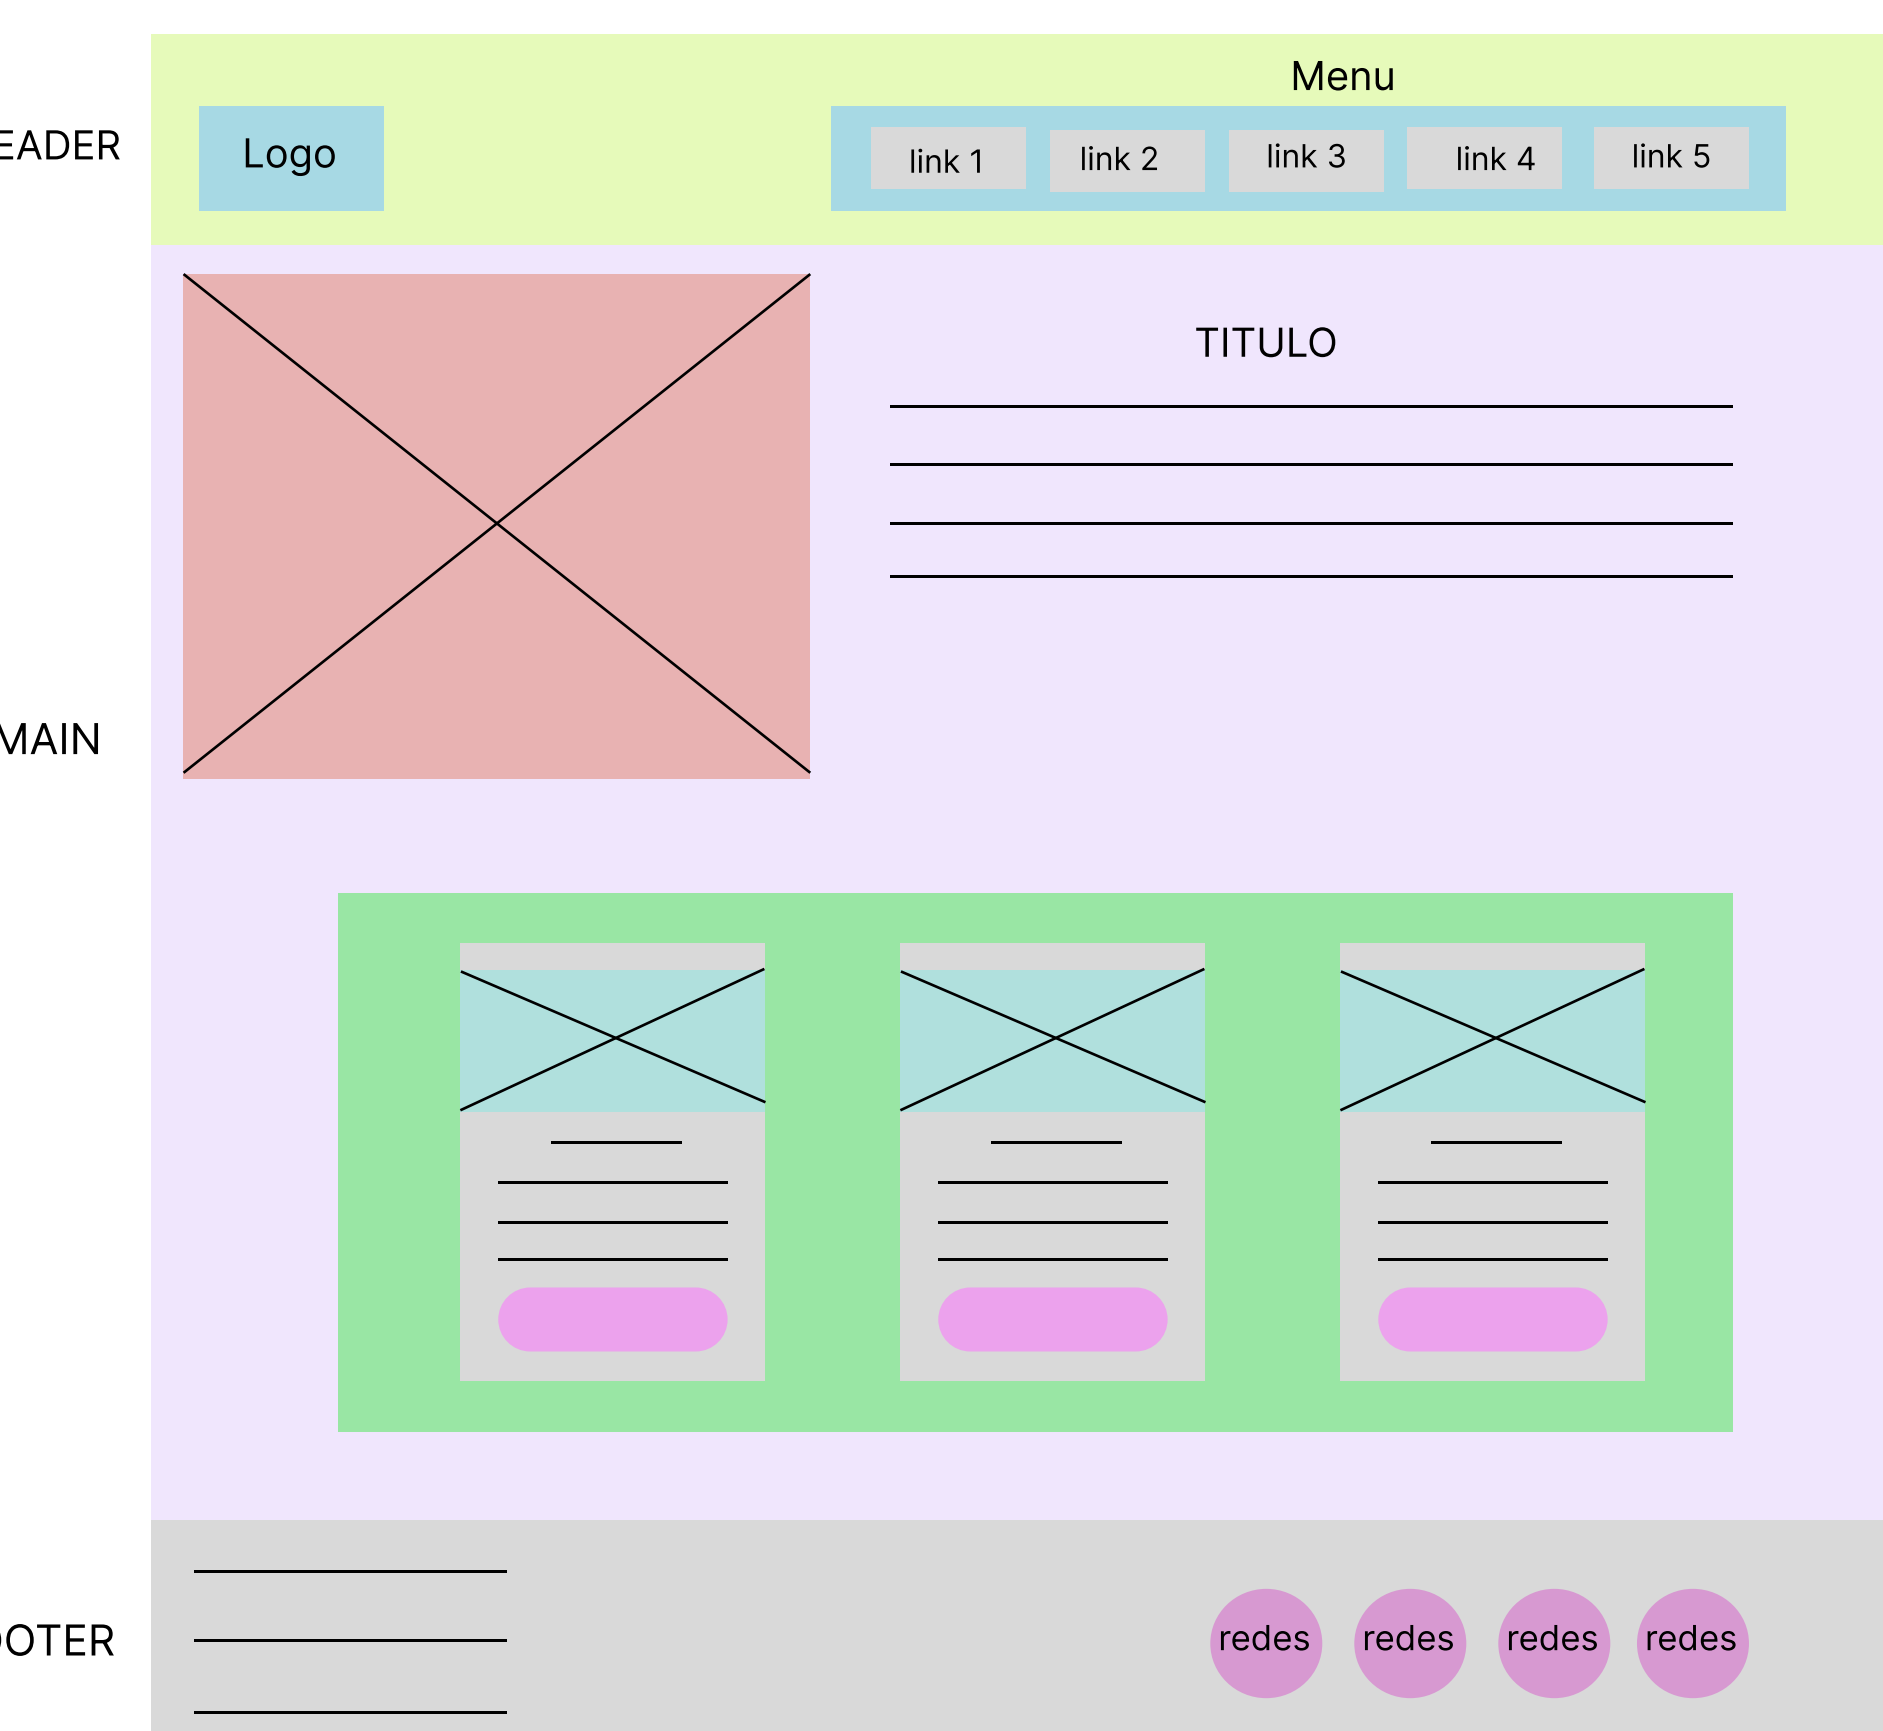 Menu
EADER
Logo
link 1
link 2
link 3
link 4
link 5
TITULO
MAIN
OTER
redes
redes
redes
redes